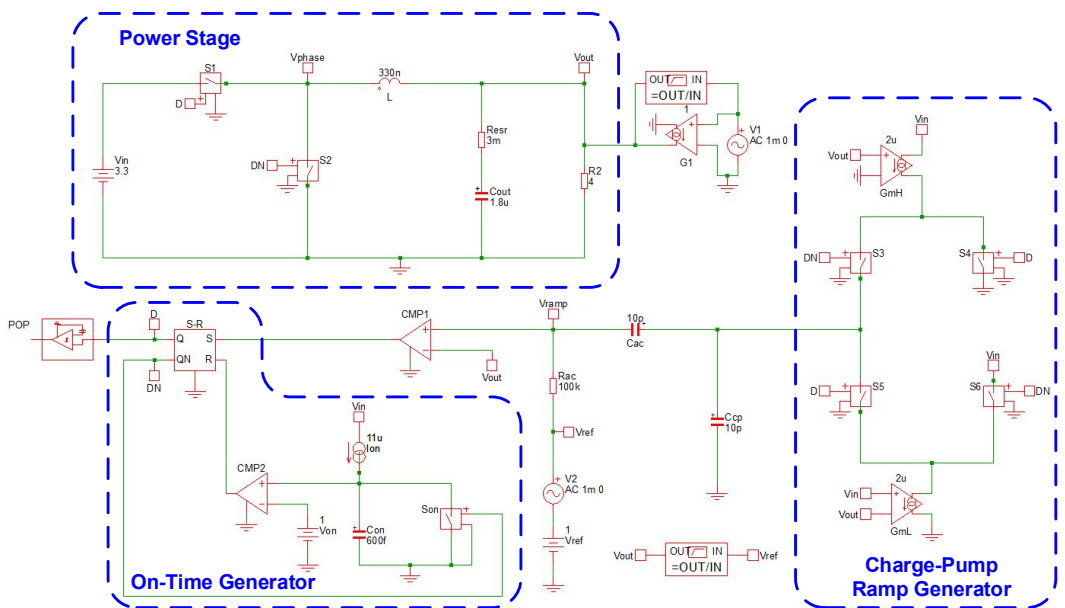 Power Stage
Vphase
Vout
S1
330n
L
OUT IN
=OUT/IN
D
1
G1
V1
AC 1m 0
Vin
3.3
DN
S2
Resr
3m
Cout
1.8u
R2
4
Vin
2u
Vout
GmH
DN
S3
S4
D
POP
D
S-R
Q
S
QN
R
DN
CMP1
Vout
Vramp
10p
Cac
Rac
100k
Vref
V2
AC 1m 0
1
Vref
Ccp
10p
Vin
D
S5
S6
DN
2u
Vin
Vout
GmL
Vin
11u
Ion
CMP2
1
Von
Con
600f
Son
Vout
OUT IN
=OUT/IN
Vref
On-Time Generator
Charge-Pump
Ramp Generator